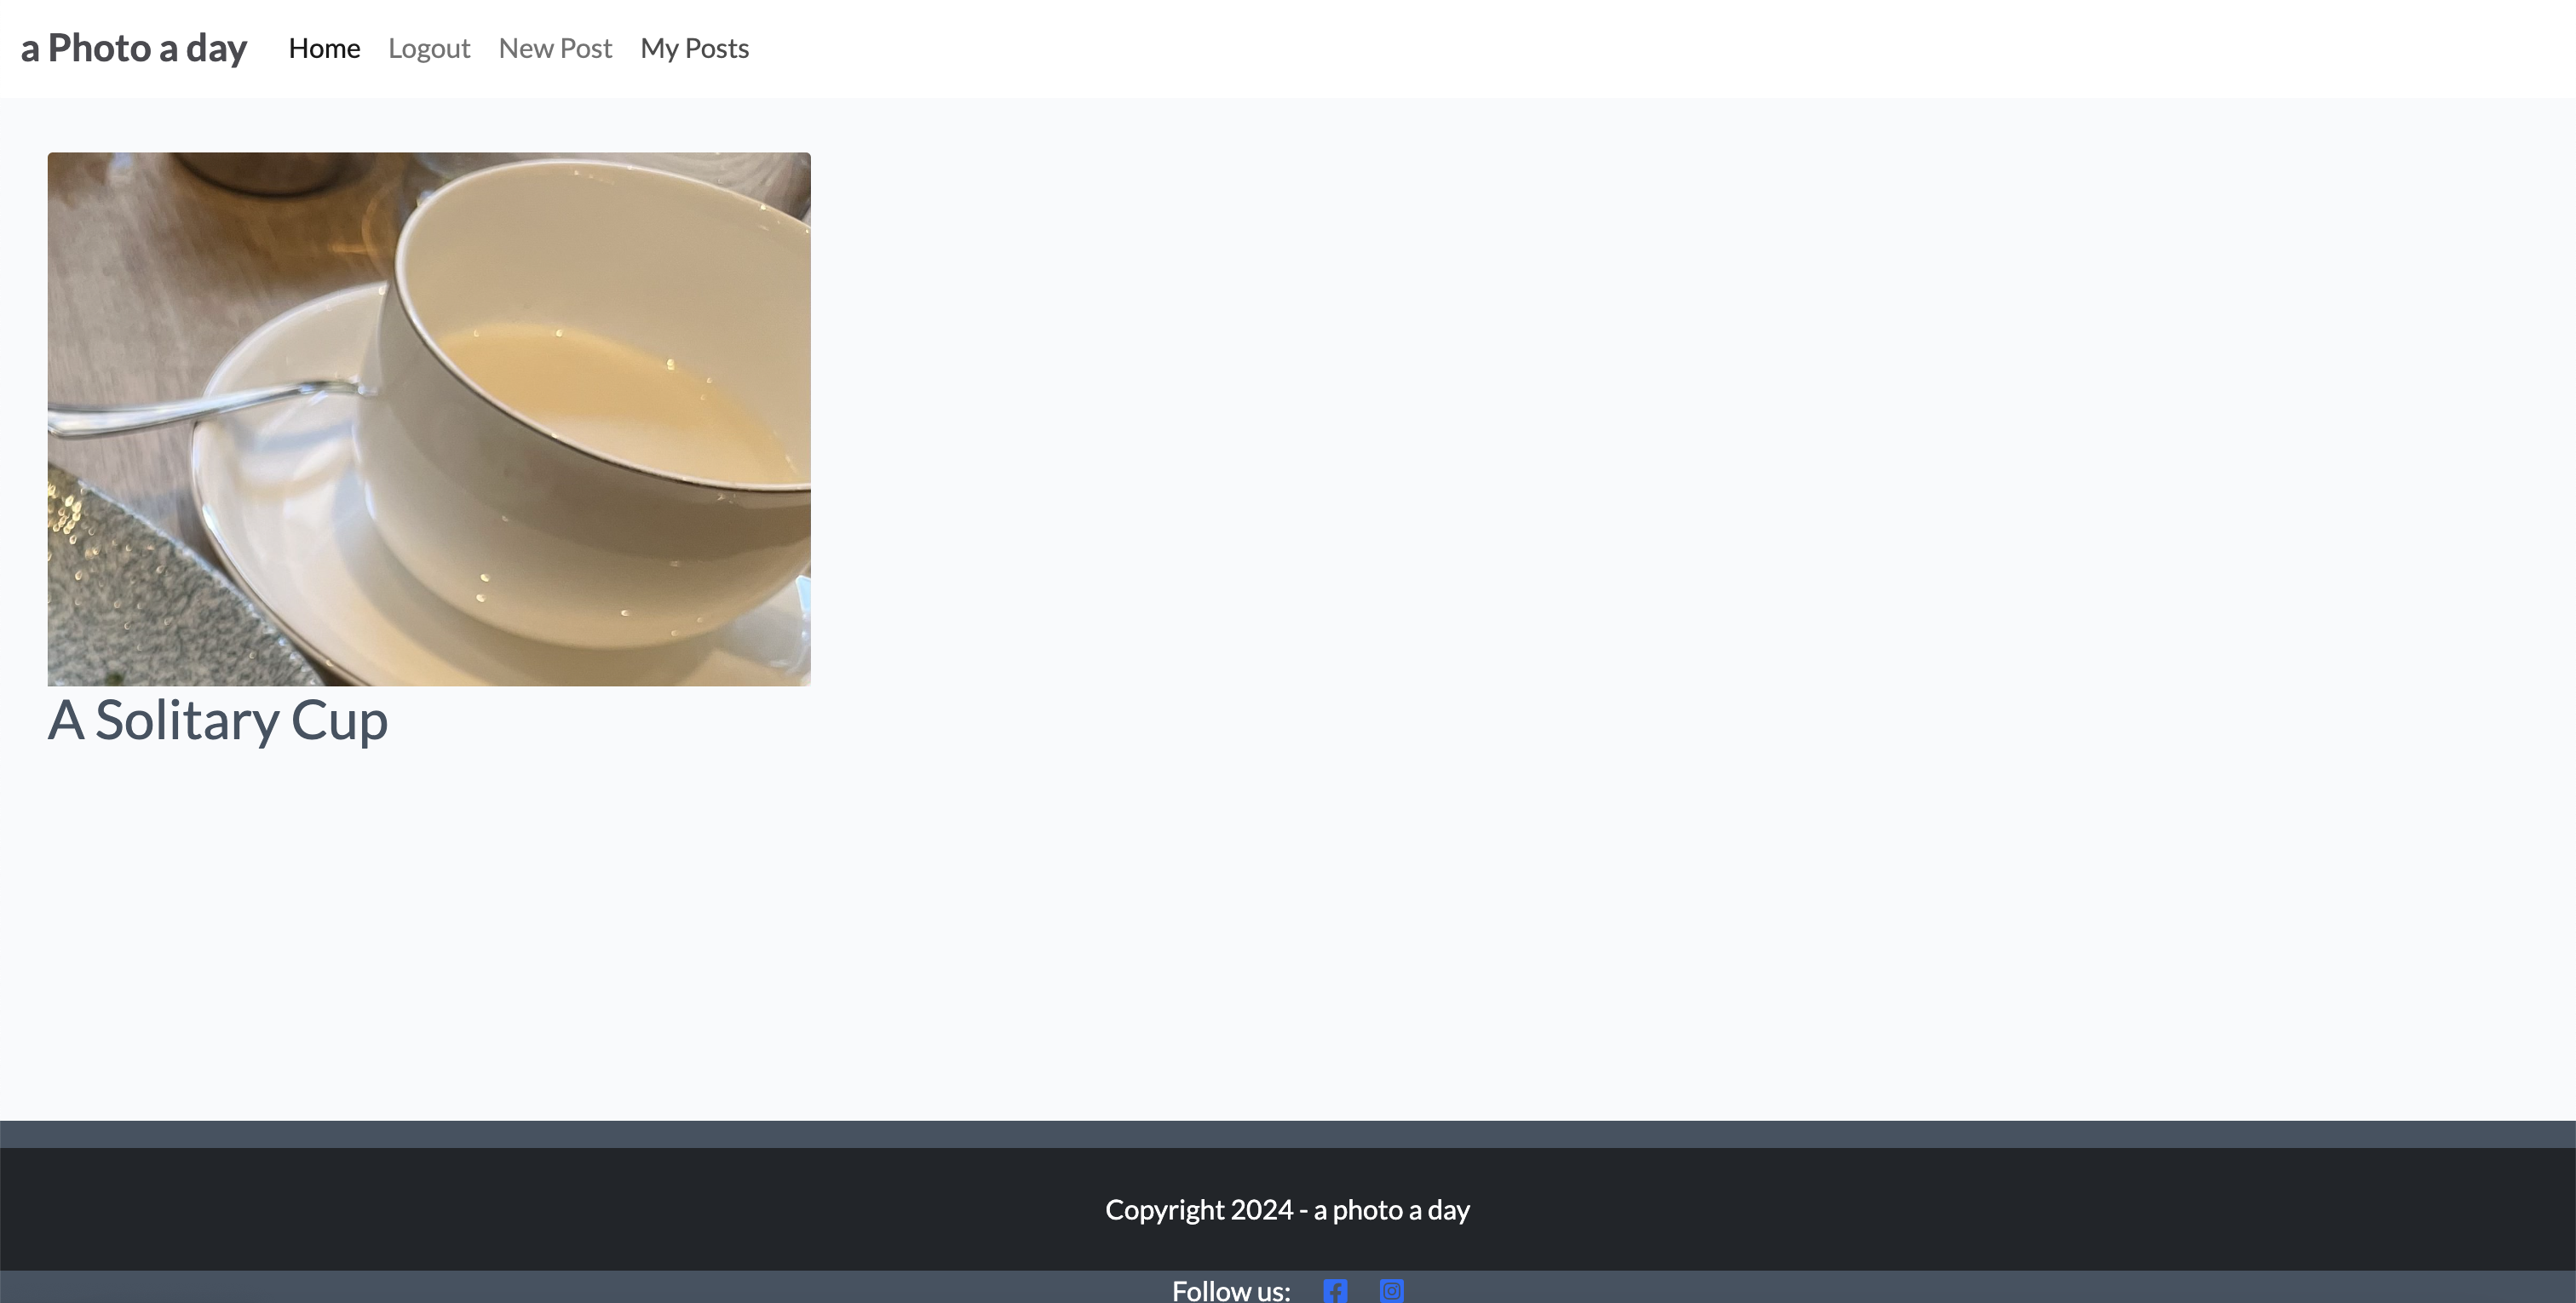 a Photo a day Home Logout New Post My Posts
A Solitary Cup
Copyright 2024 - a photo a day
Follow us: